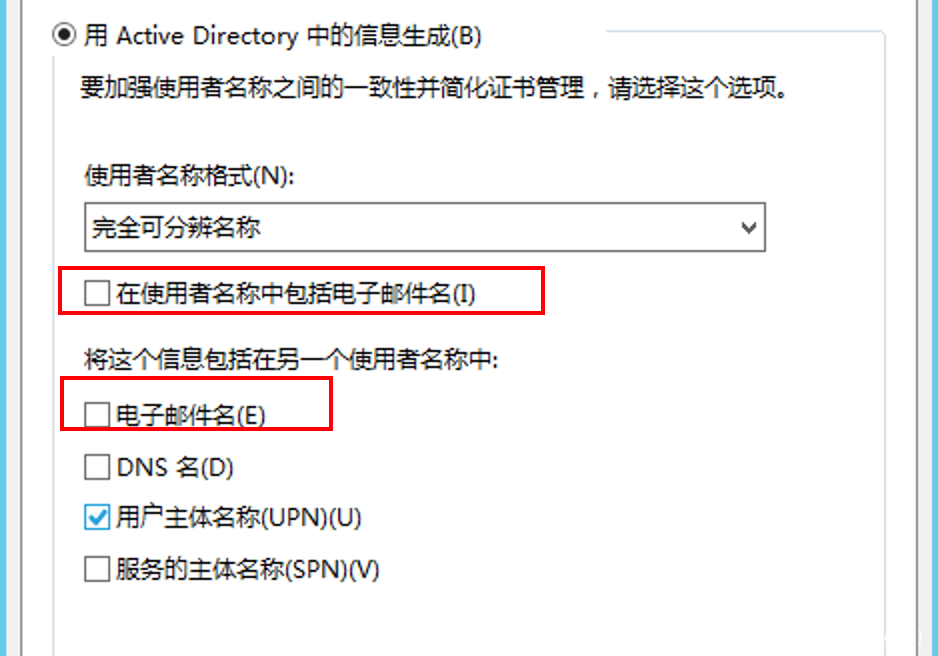 用 Active Directory 中的信息生成(B)
要加强使用者名称之间的一致性并简化证书管理，请选择这个选项。
使用者名称格式(N):
完全可分辨名称
在使用者名称中包括电子邮件名(I)
将这个信息包括在另一个使用者名称中:
电子邮件名(E)
DNS 名(D)
用户主体名称(UPN)(U)
服务的主体名称(SPN)(V)